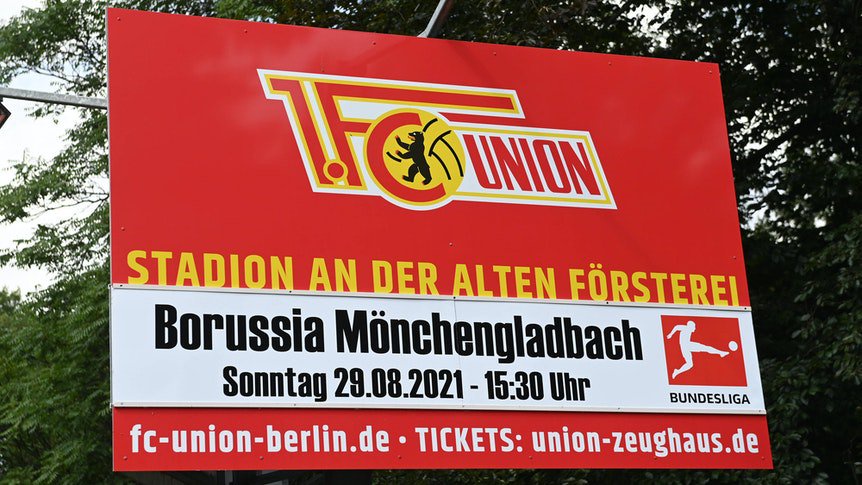 1.FC UNION
STADION AN DER ALTEN FÖRSTEREI
Borussia Mönchengladbach
Sonntag 29.08.2021 - 15:30 Uhr
BUNDESLIGA
fc-union-berlin.de · TICKETS: union-zeughaus.de